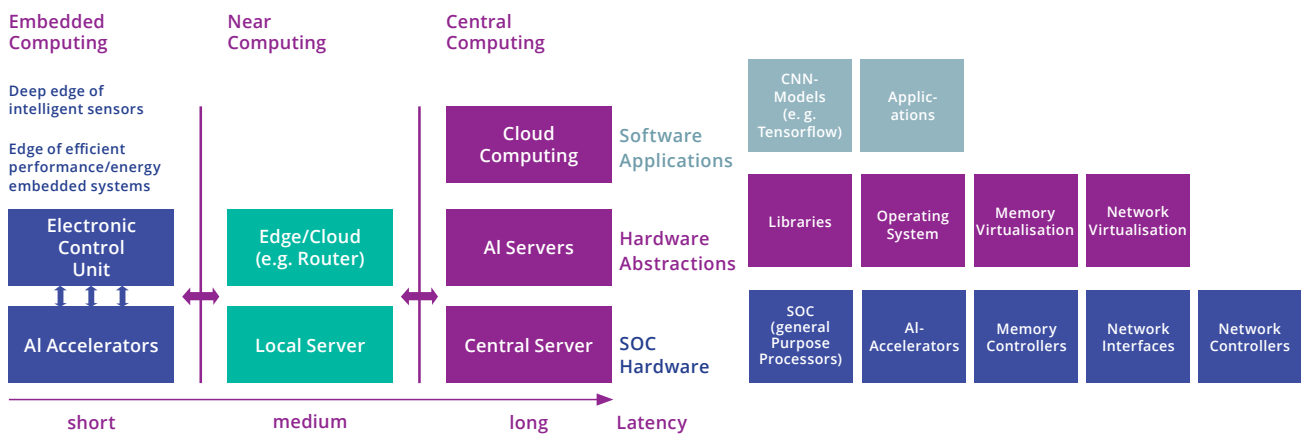 Embedded
Computing
Near
Computing
Central
Computing
Deep edge of
intelligent sensors
Edge of efficient
performance/energy
embedded systems
Electronic
Control
Unit
AI Accelerators
Edge/Cloud
(e.g. Router)
Local Server
Cloud
Computing
AI Servers
Central Server
Software
Applications
Hardware
Abstractions
SOC
Hardware
CNN-
Models
(e. g.
Tensorflow)
Applic-
ations
Libraries
Operating
System
Memory
Virtualisation
Network
Virtualisation
SOC
(general
Purpose
Processors)
AI-
Accelerators
Memory
Controllers
Network
Interfaces
Network
Controllers
short
medium
long
Latency